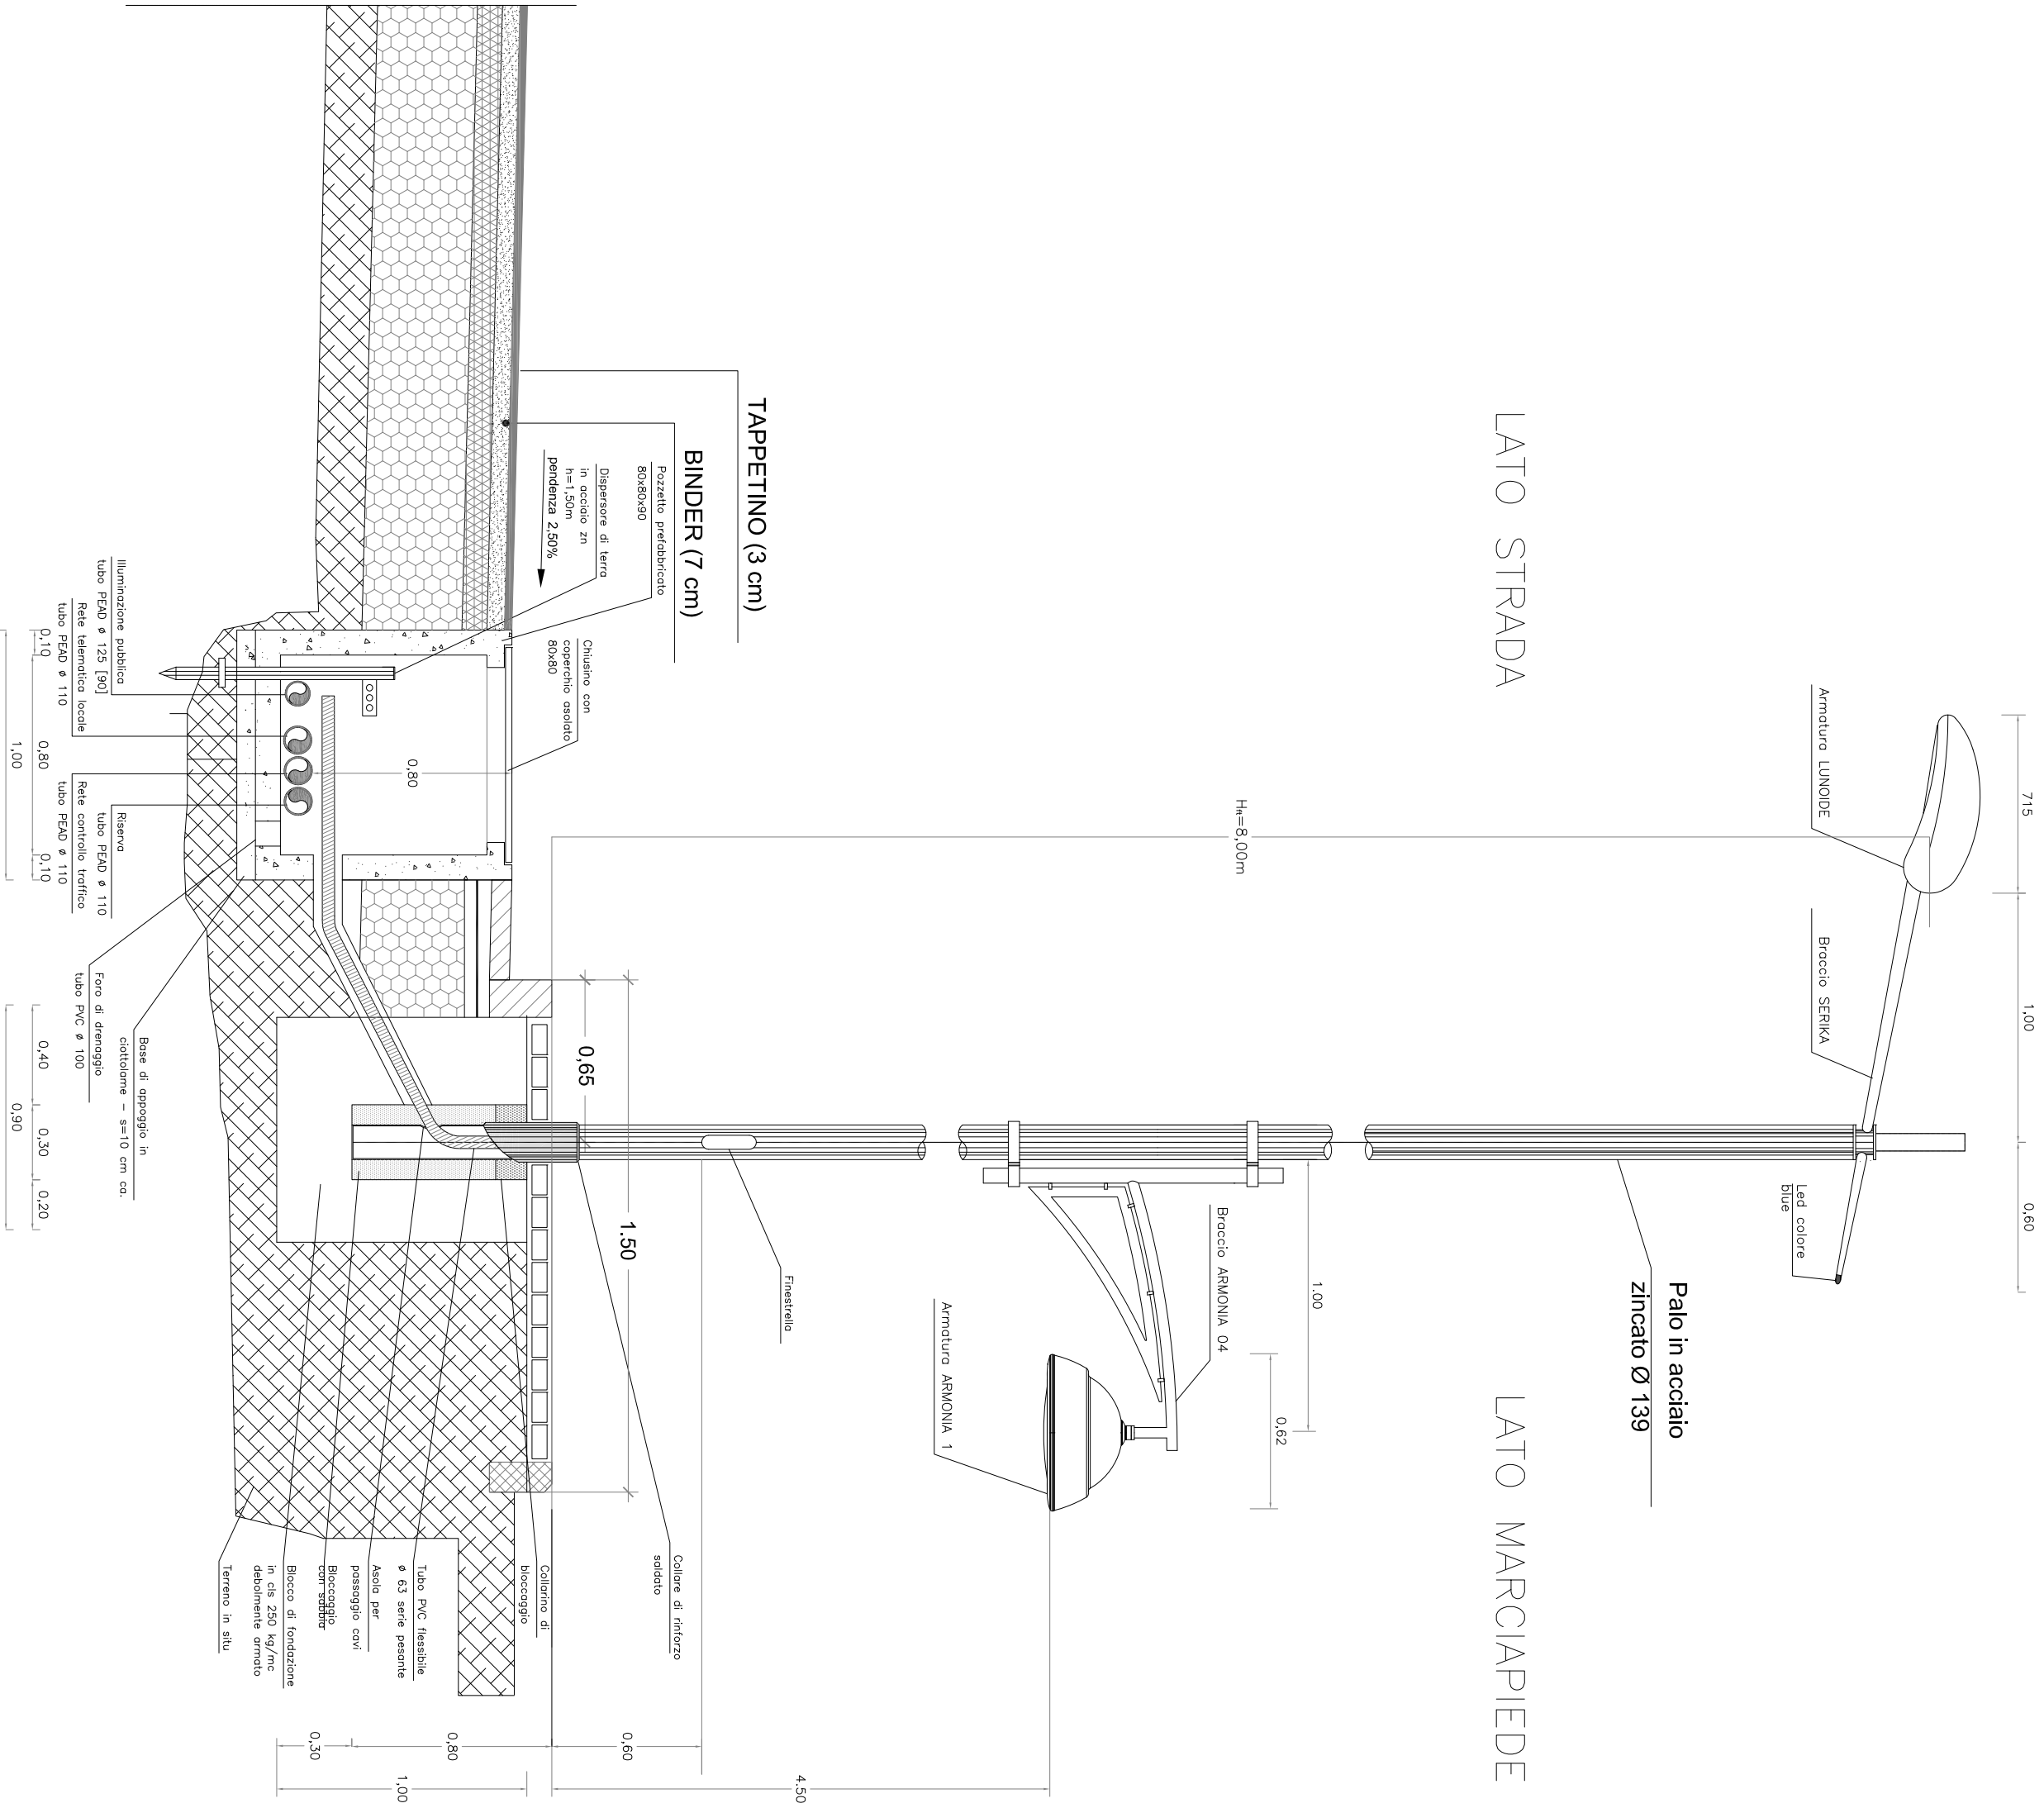 LATO STRADA
LATO MARCIAPIEDE
715
1,00
0,60
Armatura LUNOIDE
Braccio SERIKA
Led colore
blue
Palo in acciaio
zincato Ø 139
Hft=8,00m
1.00
0,62
Braccio ARMONIA 04
Armatura ARMONIA 1
TAPPETINO (3 cm)
BINDER (7 cm)
Pozzetto prefabbricato
80x80x90
Dispersore di terra
in acciaio zn
h=1,50m
pendenza 2,50%
Chiusino con
coperchio asolato
80x80
0,80
0,65
1.50
Finestrella
Collare di rinforzo
saldato
Collarino di
bloccaggio
Tubo PVC flessibile
ø 63 serie pesante
Asola per
passaggio cavi
Bloccaggio
con sabbia
Blocco di fondazione
in cls 250 kg/mc
debolmente armato
Terreno in situ
4.50
0,60
0,80
0,30
1,00
Illuminazione pubblica
tubo PEAD ø 125 [90]
Rete telematica locale
tubo PEAD ø 110
Riserva
tubo PEAD ø 110
Rete controllo traffico
tubo PEAD ø 110
Foro di drenaggio
tubo PVC ø 100
Base di appoggio in
ciottolame - s=10 cm ca.
0,10
0,80
0,10
1,00
0,40
0,30
0,20
0,90